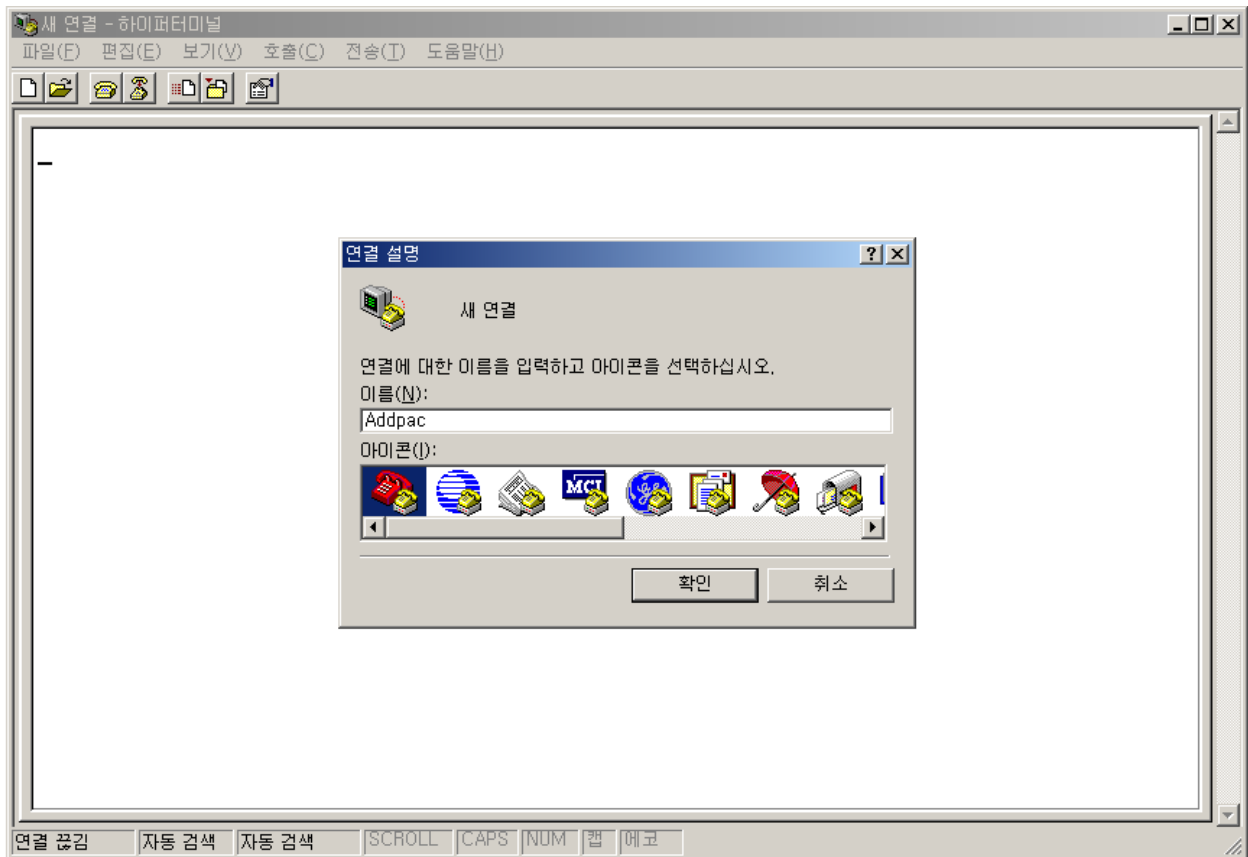 새 연결 - 하이퍼터미널
파일(F) 편집(E) 보기(V) 호출(C) 전송(T) 도움말(H)
연결 설명
새 연결
연결에 대한 이름을 입력하고 아이콘을 선택하십시오.
이름(N):
Addpac
아이콘(I):
MCI
확인 취소
연결 끊김 자동 검색 자동 검색 SCROLL CAPS NUM 캡 에코